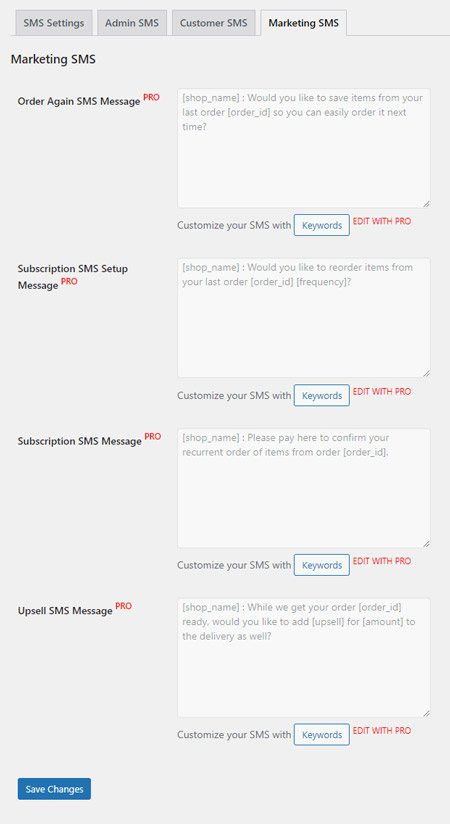 SMS Settings Admin SMS Customer SMS Marketing SMS
Marketing SMS
Order Again SMS Message PRO
[shop_name] : Would you like to save items from your
last order [order_id] so you can easily order it next
time?
Customize your SMS with Keywords EDIT WITH PRO
Subscription SMS Setup
Message PRO
[shop_name] : Would you like to reorder items from
your last order [order_id] [frequency]?
Customize your SMS with Keywords EDIT WITH PRO
Subscription SMS Message PRO
[shop_name] : Please pay here to confirm your
recurrent order of items from order [order_id].
Customize your SMS with Keywords EDIT WITH PRO
Upsell SMS Message PRO
[shop_name] : While we get your order [order_id]
ready. would you like to add [upsell] for [amount] to
the delivery as well?
Customize your SMS with Keywords EDIT WITH PRO
Save Changes